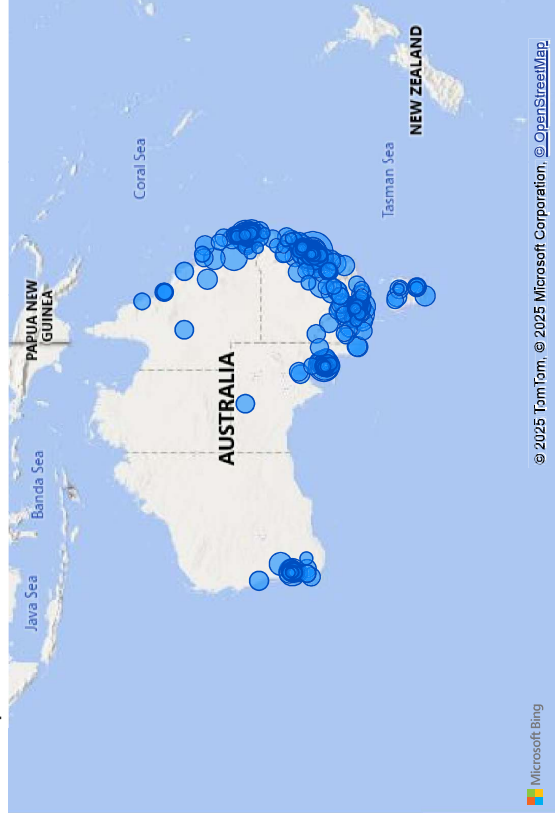 PAPUA NEW
GUINEA
Banda Sea
Java Sea
Coral Sea
AUSTRALIA
Tasman Sea
NEW ZEALAND
Microsoft Bing
© 2025 TomTom, © 2025 Microsoft Corporation, © OpenStreetMap